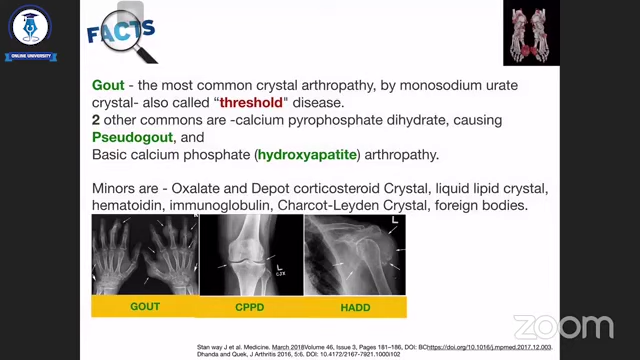 ONLINE UNIVERSITY
FACTS
Gout - the most common crystal arthropathy, by monosodium urate
crystal- also called “threshold" disease.
2 other commons are -calcium pyrophosphate dihydrate, causing
Pseudogout, and
Basic calcium phosphate (hydroxyapatite) arthropathy.
Minors are - Oxalate and Depot corticosteroid Crystal, liquid lipid crystal,
hematoidin, immunoglobulin, Charcot-Leyden Crystal, foreign bodies.
L
L
GOUT
CPPD
HADD
zoom
Stan way J et al. Medicine. March 2018Volume 46, Issue 3, Pages 181–186, DOI: BChttps://doi.org/10.1016/j.mpmed.2017.12.003.
Dhanda and Quek, J Arthritis 2016, 5:6. DOI: 10.4172/2167-7921.1000/102